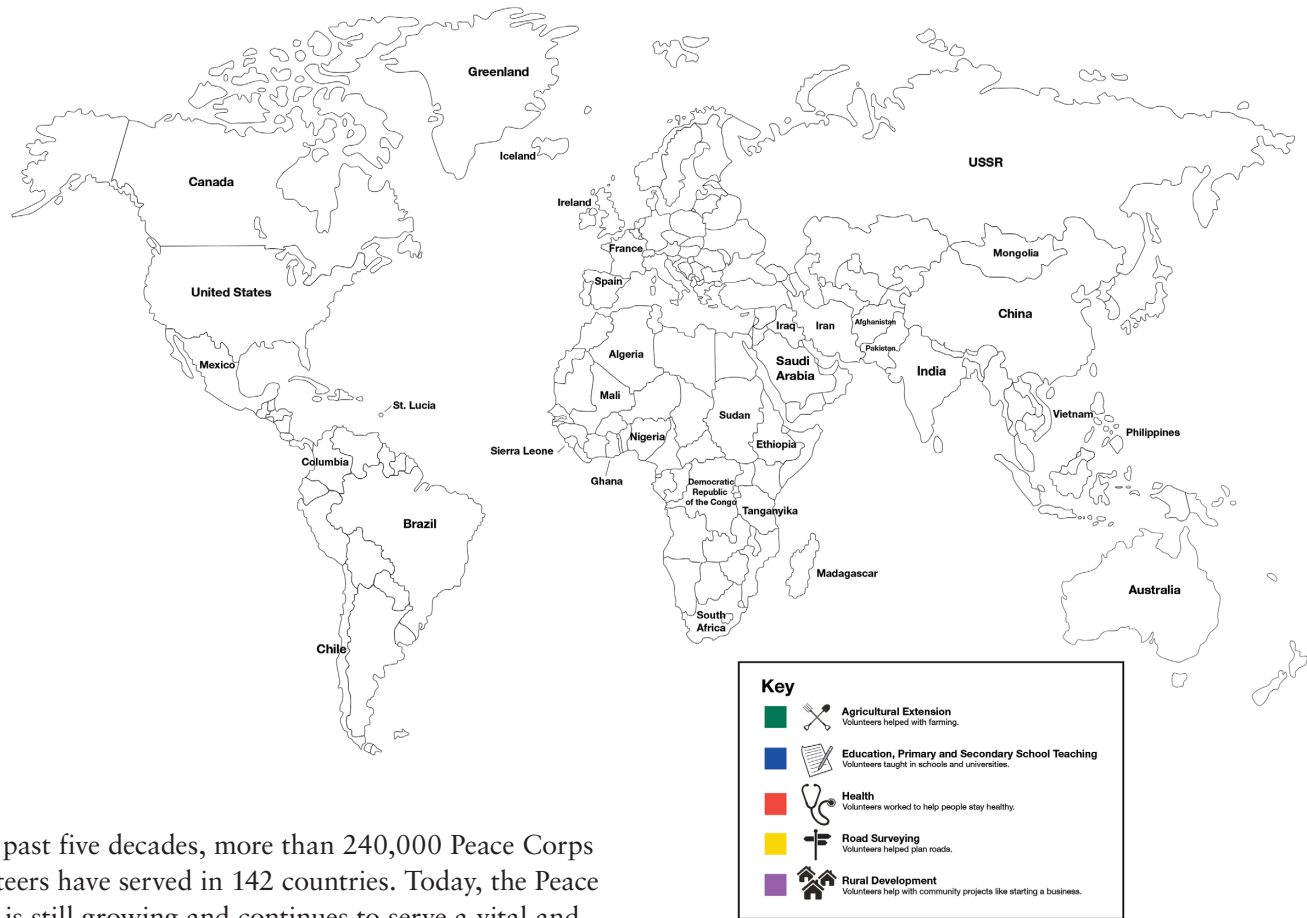 Greenland
Iceland
USSR
Canada
Ireland
France
Mongolia
Spain
United States
China
Iraq
Iran
Afghanistan
Pakistan
Algeria
Saudi
Arabia
Mexico
India
Mali
St. Lucia
Sudan
Vietnam
Philippines
Nigeria
Ethiopia
Sierra Leone
Columbia
Ghana
Democratic
Republic
of the Congo
Tanganyika
Brazil
Madagascar
Australia
South
Africa
Chile
Key
Agricultural Extension
Volunteers helped with farming.
Education, Primary and Secondary School Teaching
Volunteers taught in schools and universities.
Health
Volunteers worked to help people stay healthy.
Road Surveying
Volunteers helped plan roads.
Rural Development
Volunteers help with community projects like starting a business.
past five decades, more than 240,000 Peace Corps
teers have served in 142 countries. Today, the Peace
is still growing and continues to serve a vital and